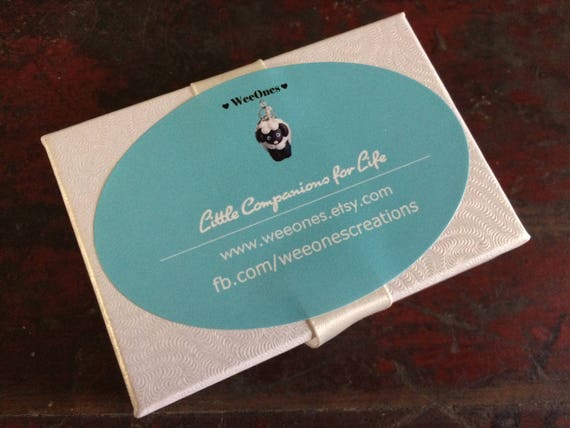 ♥ WeeOnes ♥
Little Companions for Life
www.weeones.etsy.com
fb.com/weeonescreations